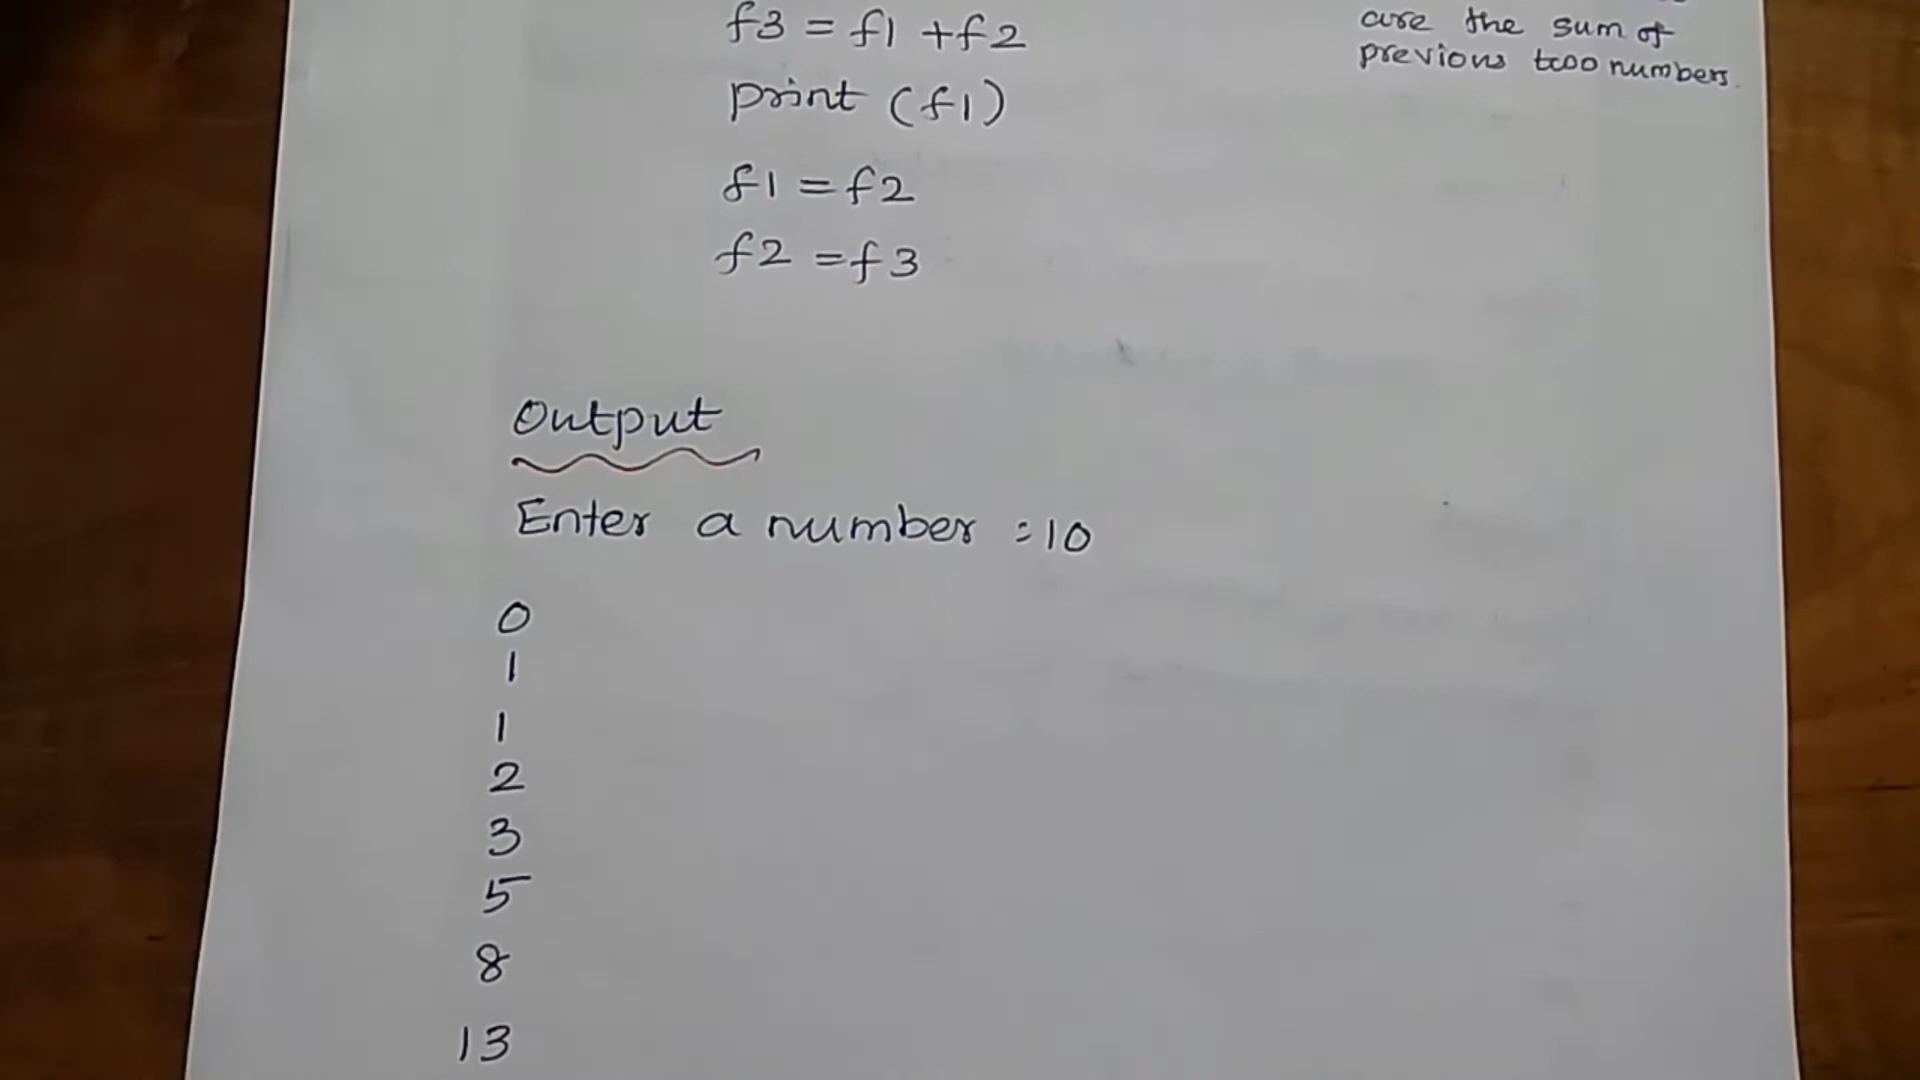 f3 = f1 + f2
print (f1)
f1 = f2
f2 = f3
are the sum of
previous two numbers.
Output
Enter a number : 10
0
1
1
2
3
5
8
13